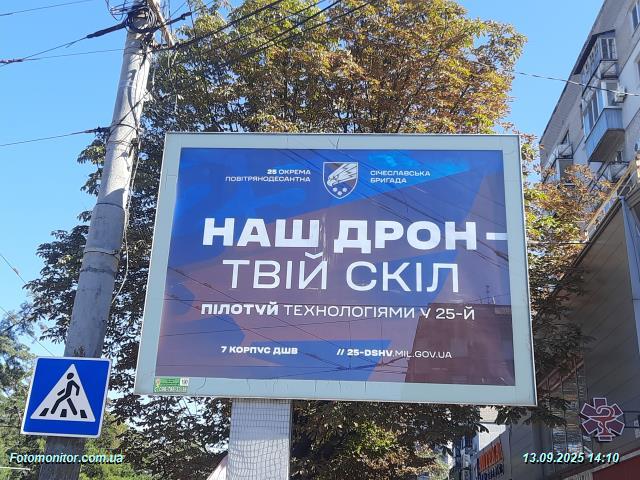 25 ОКРЕМА
ПОВІТРЯНОДЕСАНТНА
СІЧЕСЛАВСЬКА
БРИГАДА
НАШ ДРОН –
ТВІЙ СКІЛ
ПІЛОТУЙ ТЕХНОЛОГІЯМИ У 25-Й
7 КОРПУС ДШВ
// 25-DSHV.MIL.GOV.UA
Fotomonitor.com.ua
13.09.2025 14:10